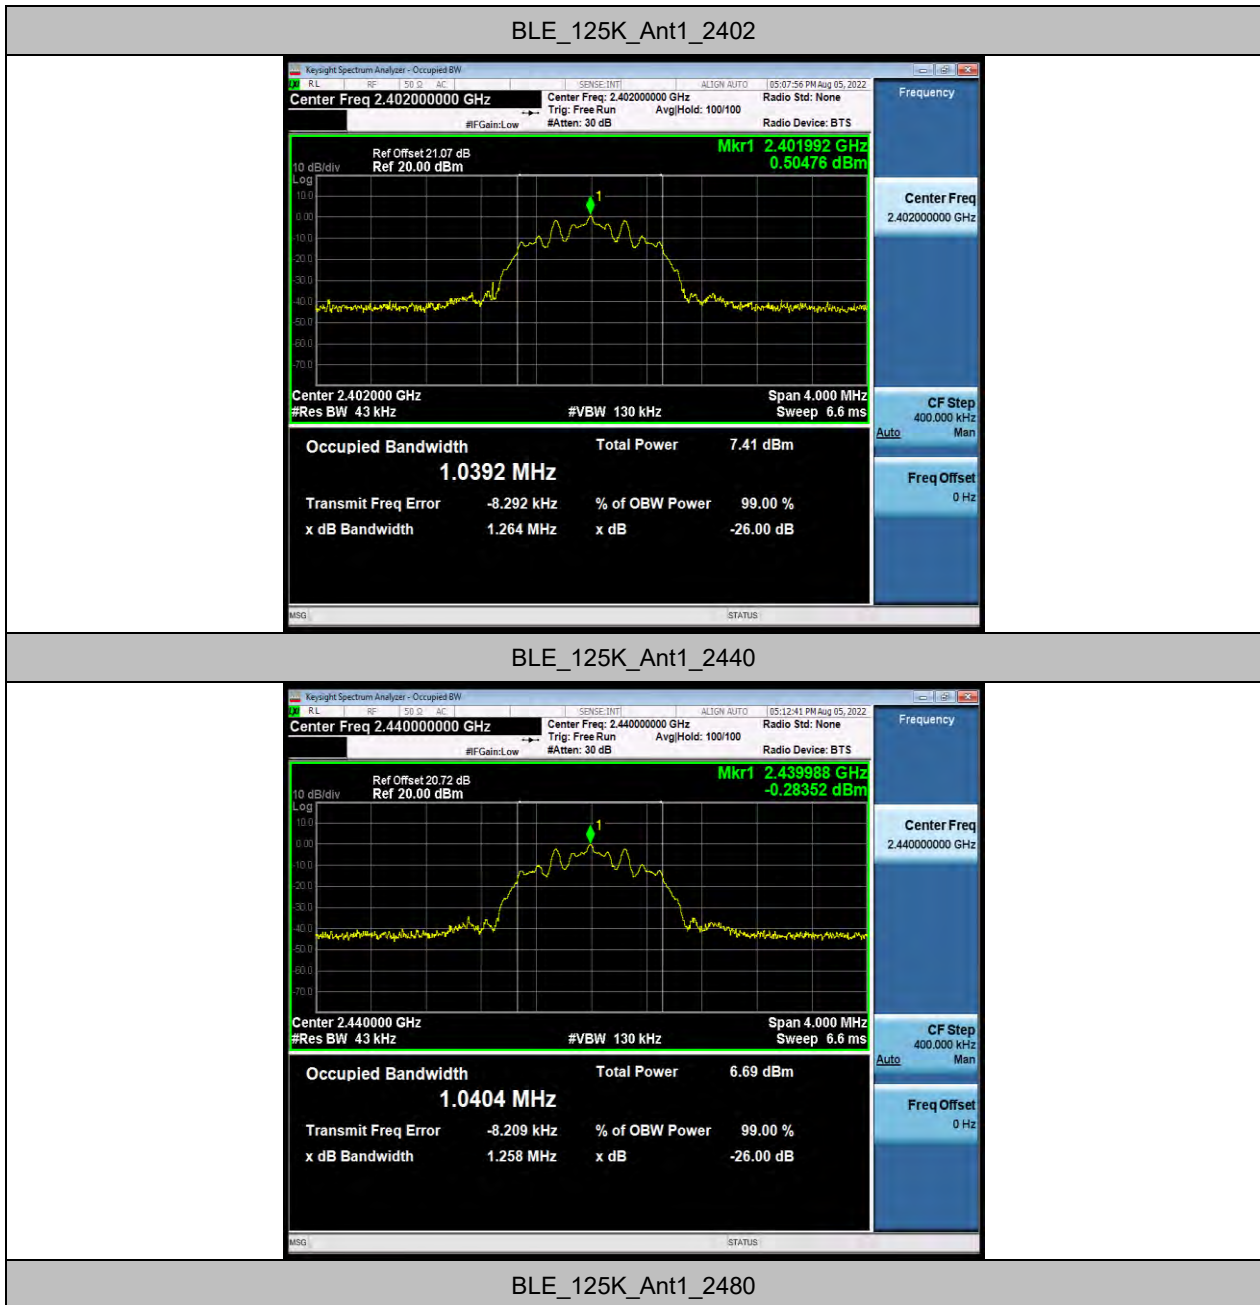 BLE_125K_Ant1_2402
Keysight Spectrum Analyzer - Occupied BW
RL RF 50 Ω AC SENSE:INT ALIGN AUTO 05:07:56 PM Aug 05, 2022
Center Freq 2.402000000 GHz
Center Freq: 2.402000000 GHz Radio Std: None
Trig: Free Run Avg|Hold: 100/100
#IFGain:Low #Atten: 30 dB Radio Device: BTS
Frequency
Mkr1 2.401992 GHz
0.50476 dBm
Ref Offset 21.07 dB
10 dB/div Ref 20.00 dBm
Log
10.0
0.00
-10.0
-20.0
-30.0
-40.0
-50.0
-60.0
-70.0
1
Center 2.402000 GHz Span 4.000 MHz
#Res BW 43 kHz #VBW 130 kHz Sweep 6.6 ms
Center Freq
2.402000000 GHz
CF Step
400.000 kHz
Auto Man
Freq Offset
0 Hz
Occupied Bandwidth Total Power 7.41 dBm
1.0392 MHz
Transmit Freq Error -8.292 kHz % of OBW Power 99.00 %
x dB Bandwidth 1.264 MHz x dB -26.00 dB
MSG STATUS
BLE_125K_Ant1_2440
Keysight Spectrum Analyzer - Occupied BW
RL RF 50 Ω AC SENSE:INT ALIGN AUTO 05:12:41 PM Aug 05, 2022
Center Freq 2.440000000 GHz
Center Freq: 2.440000000 GHz Radio Std: None
Trig: Free Run Avg|Hold: 100/100
#IFGain:Low #Atten: 30 dB Radio Device: BTS
Frequency
Mkr1 2.439988 GHz
-0.28352 dBm
Ref Offset 20.72 dB
10 dB/div Ref 20.00 dBm
Log
10.0
0.00
-10.0
-20.0
-30.0
-40.0
-50.0
-60.0
-70.0
1
Center 2.440000 GHz Span 4.000 MHz
#Res BW 43 kHz #VBW 130 kHz Sweep 6.6 ms
Center Freq
2.440000000 GHz
CF Step
400.000 kHz
Auto Man
Freq Offset
0 Hz
Occupied Bandwidth Total Power 6.69 dBm
1.0404 MHz
Transmit Freq Error -8.209 kHz % of OBW Power 99.00 %
x dB Bandwidth 1.258 MHz x dB -26.00 dB
MSG STATUS
BLE_125K_Ant1_2480